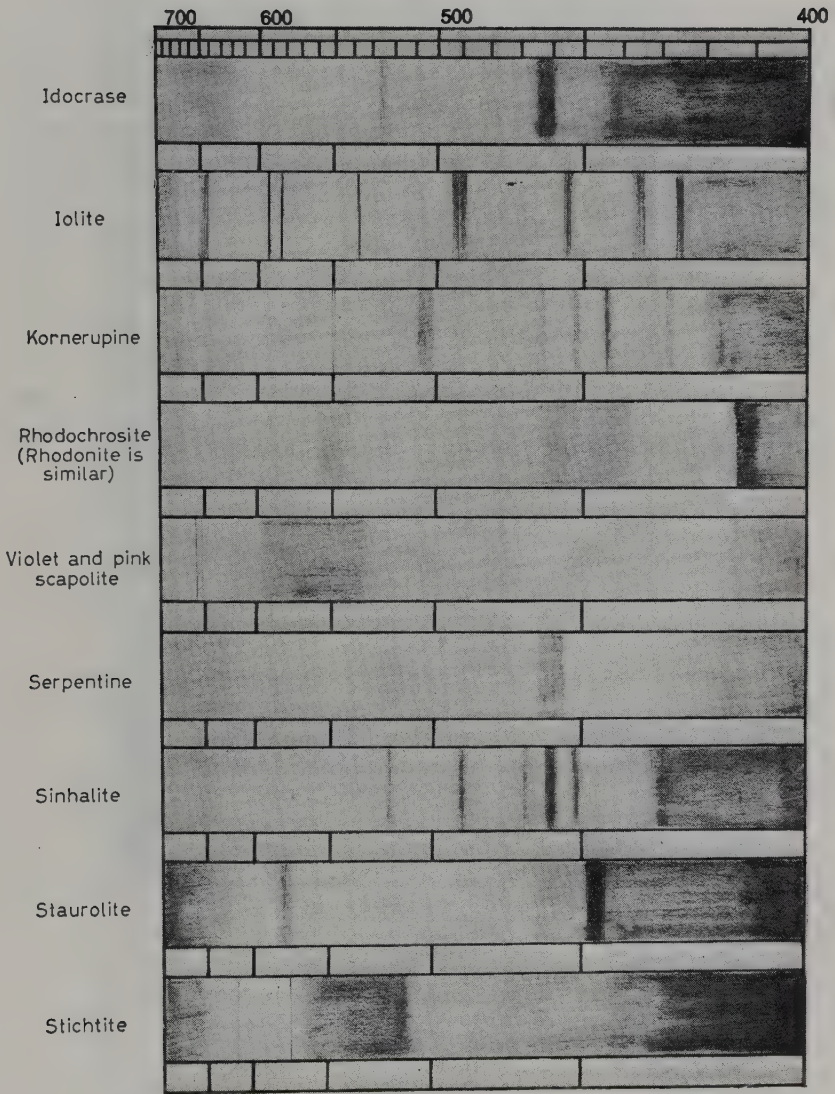 700 600 500 400
Idocrase
Iolite
Kornerupine
Rhodochrosite
(Rhodonite is
similar)
Violet and pink
scapolite
Serpentine
Sinhalite
Staurolite
Stichtite